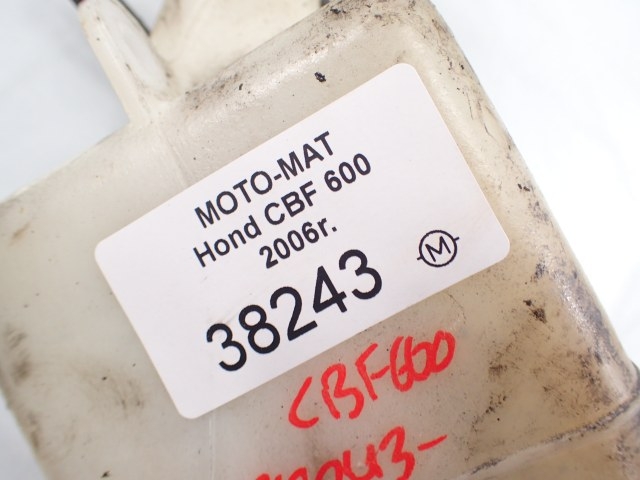 MOTO-MAT
Hond CBF 600
2006r.
38243
M
CBF600